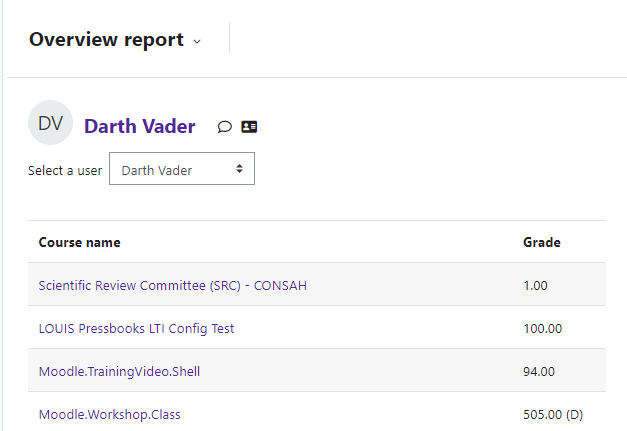 Overview report
DV
Darth Vader
Select a user Darth Vader
Course name Grade
Scientific Review Committee (SRC) - CONSAH 1.00
LOUIS Pressbooks LTI Config Test 100.00
Moodle.TrainingVideo.Shell 94.00
Moodle.Workshop.Class 505.00 (D)